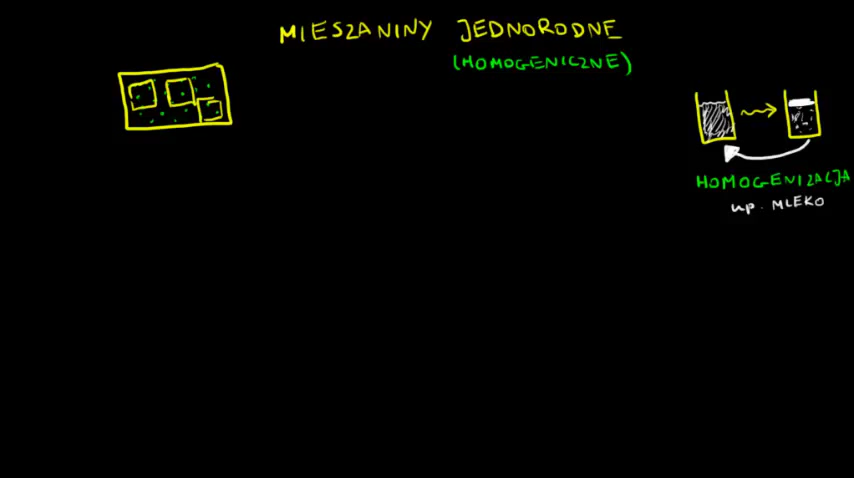 MIESZANINY JEDNORODNE
(HOMOGENICZNE)
HOMOGENIZACJA
np. MLEKO